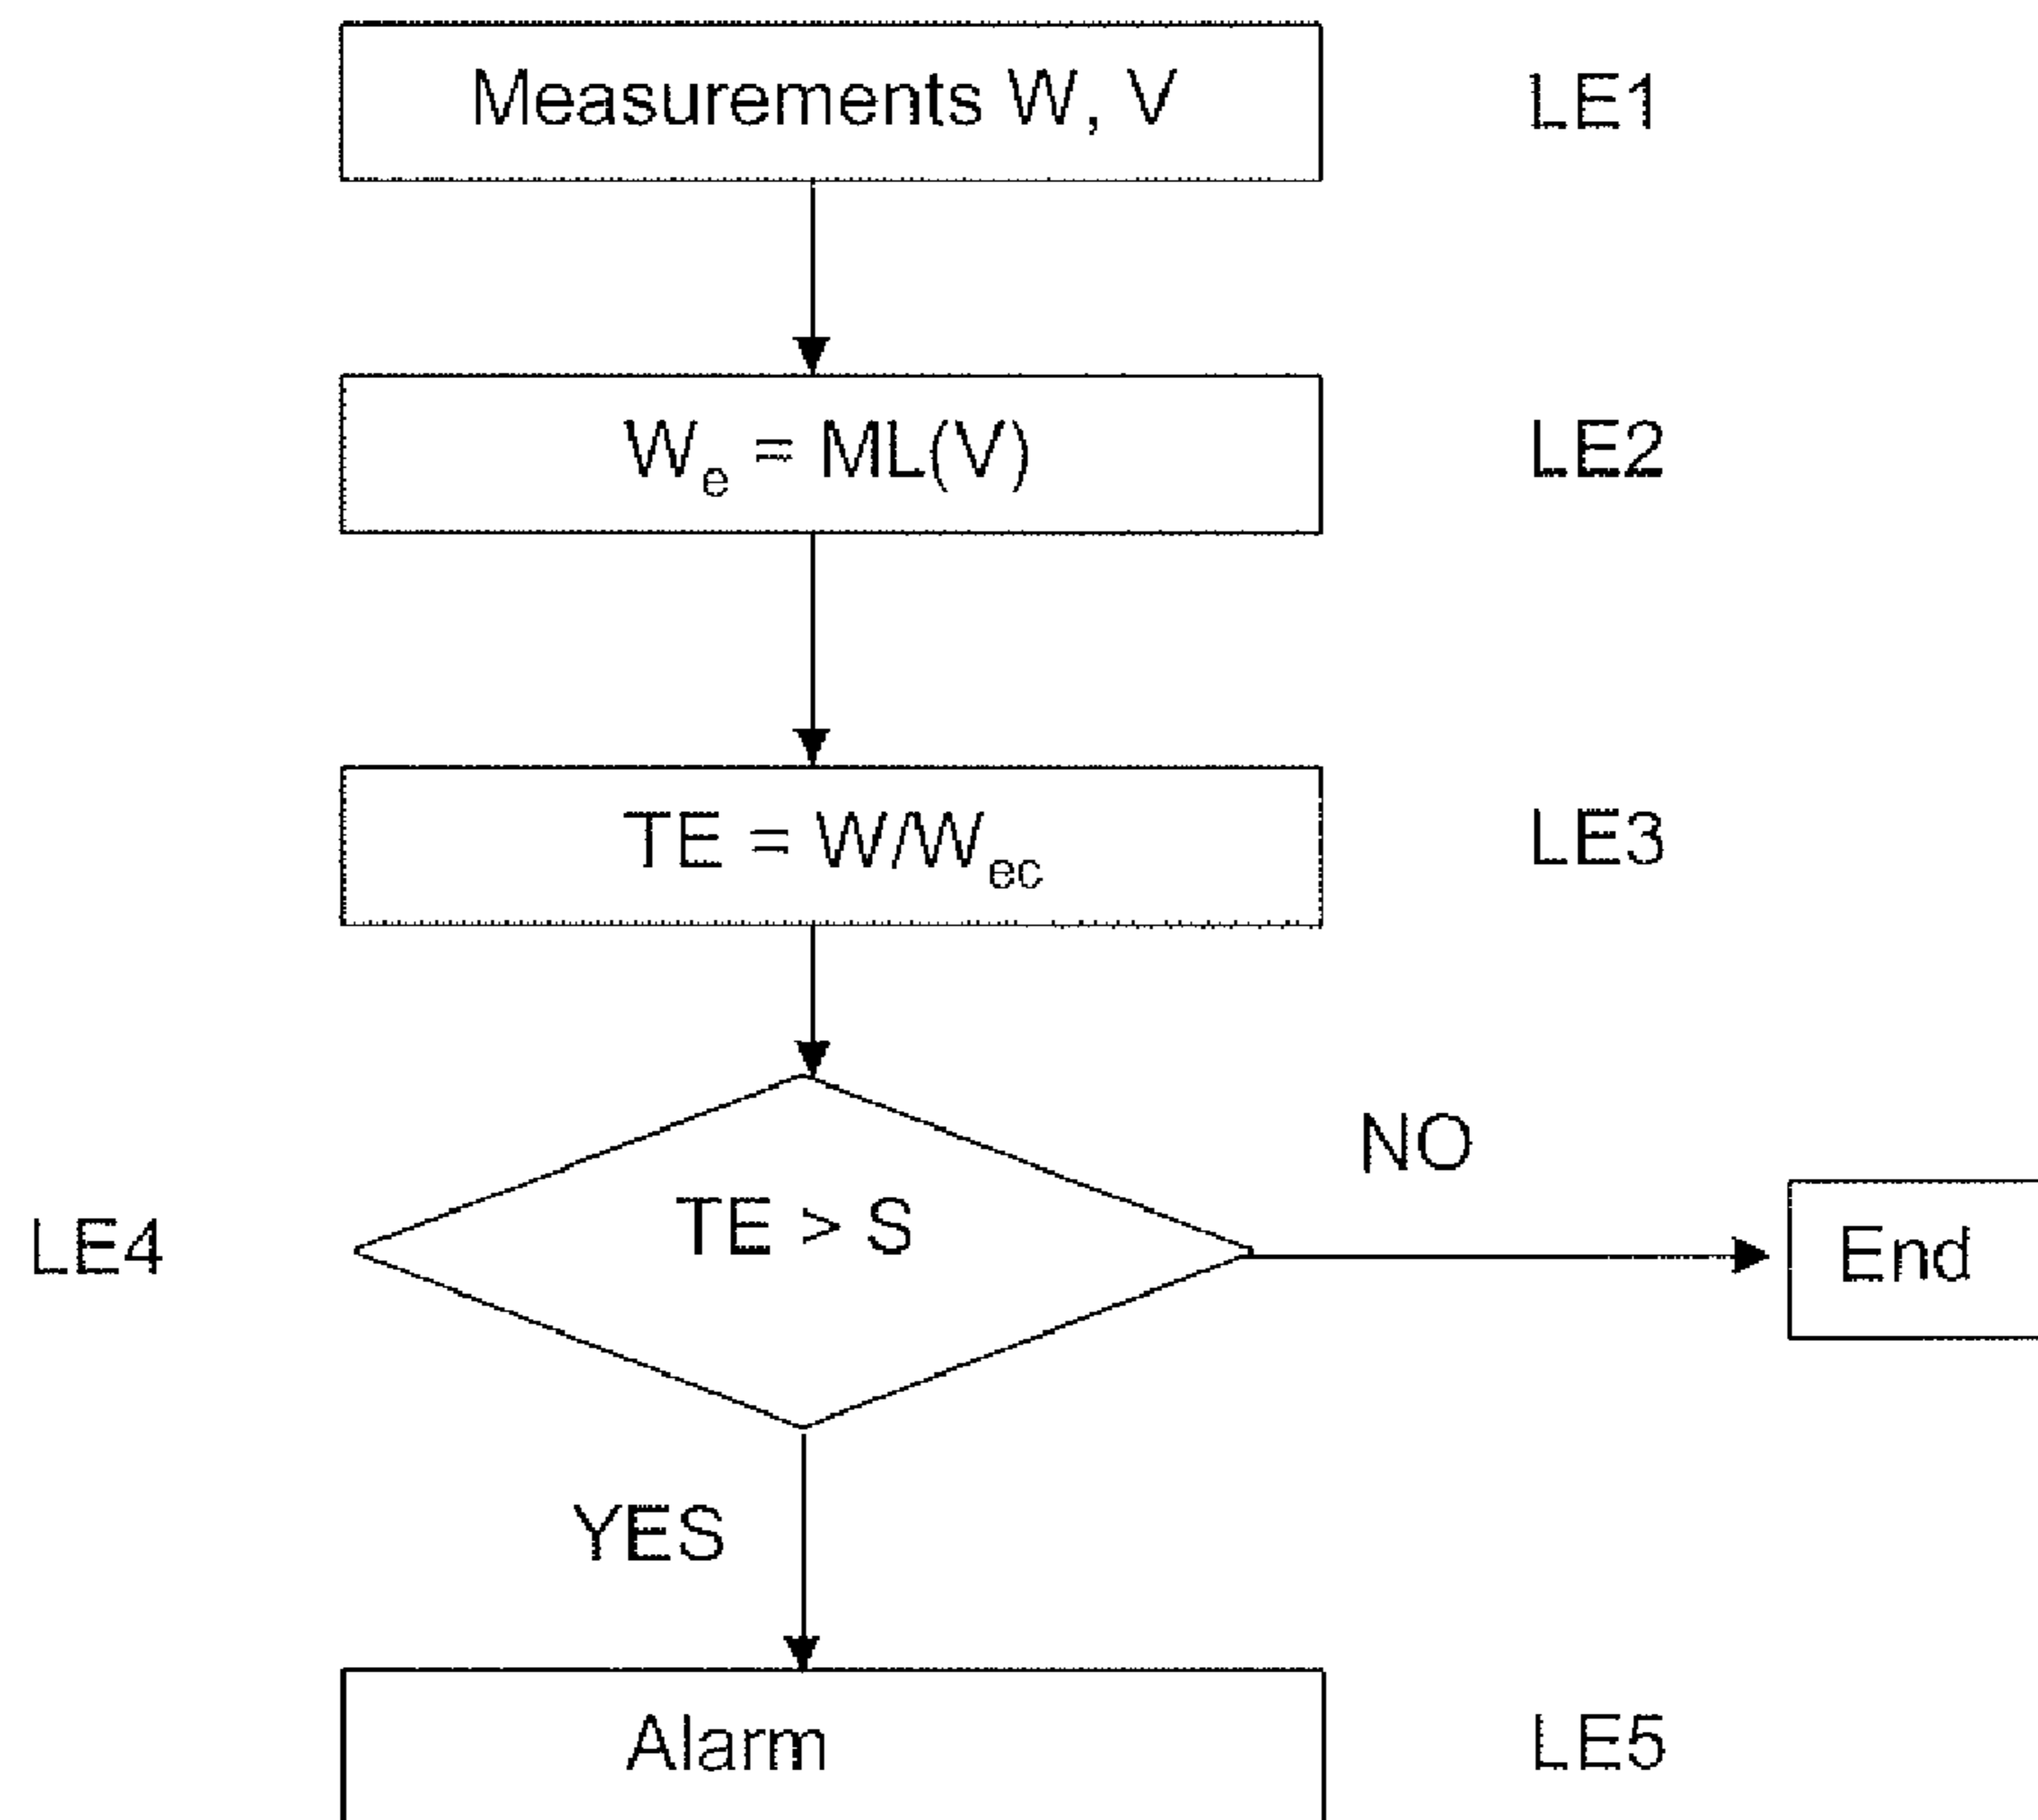 Measurements W, V
LE1
We = ML(V)
LE2
TE = W/Wec
LE3
NO
TE > S
LE4
End
YES
Alarm
LE5